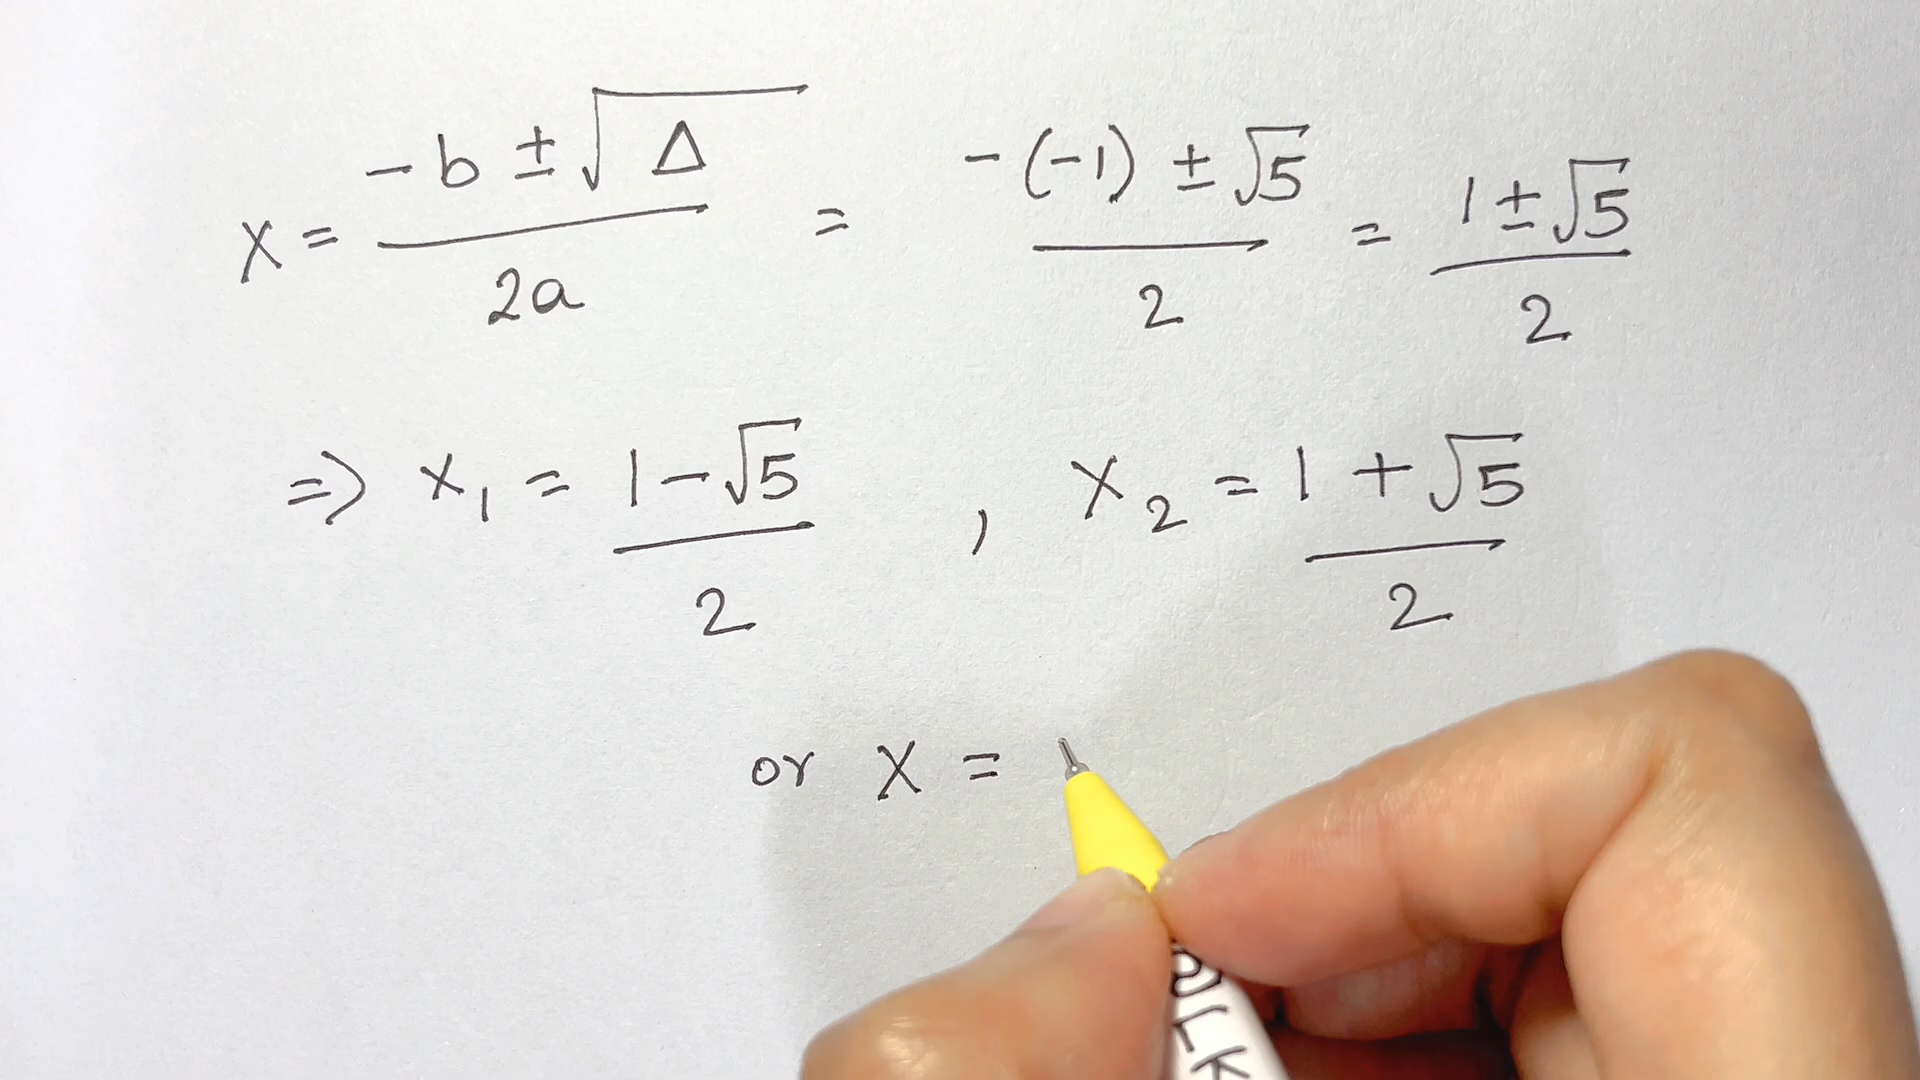 x = (-b ± √Δ)/2a = (-(-1) ± √5)/2 = (1 ± √5)/2
⇒ x₁ = (1 - √5)/2 , x₂ = (1 + √5)/2
or x =